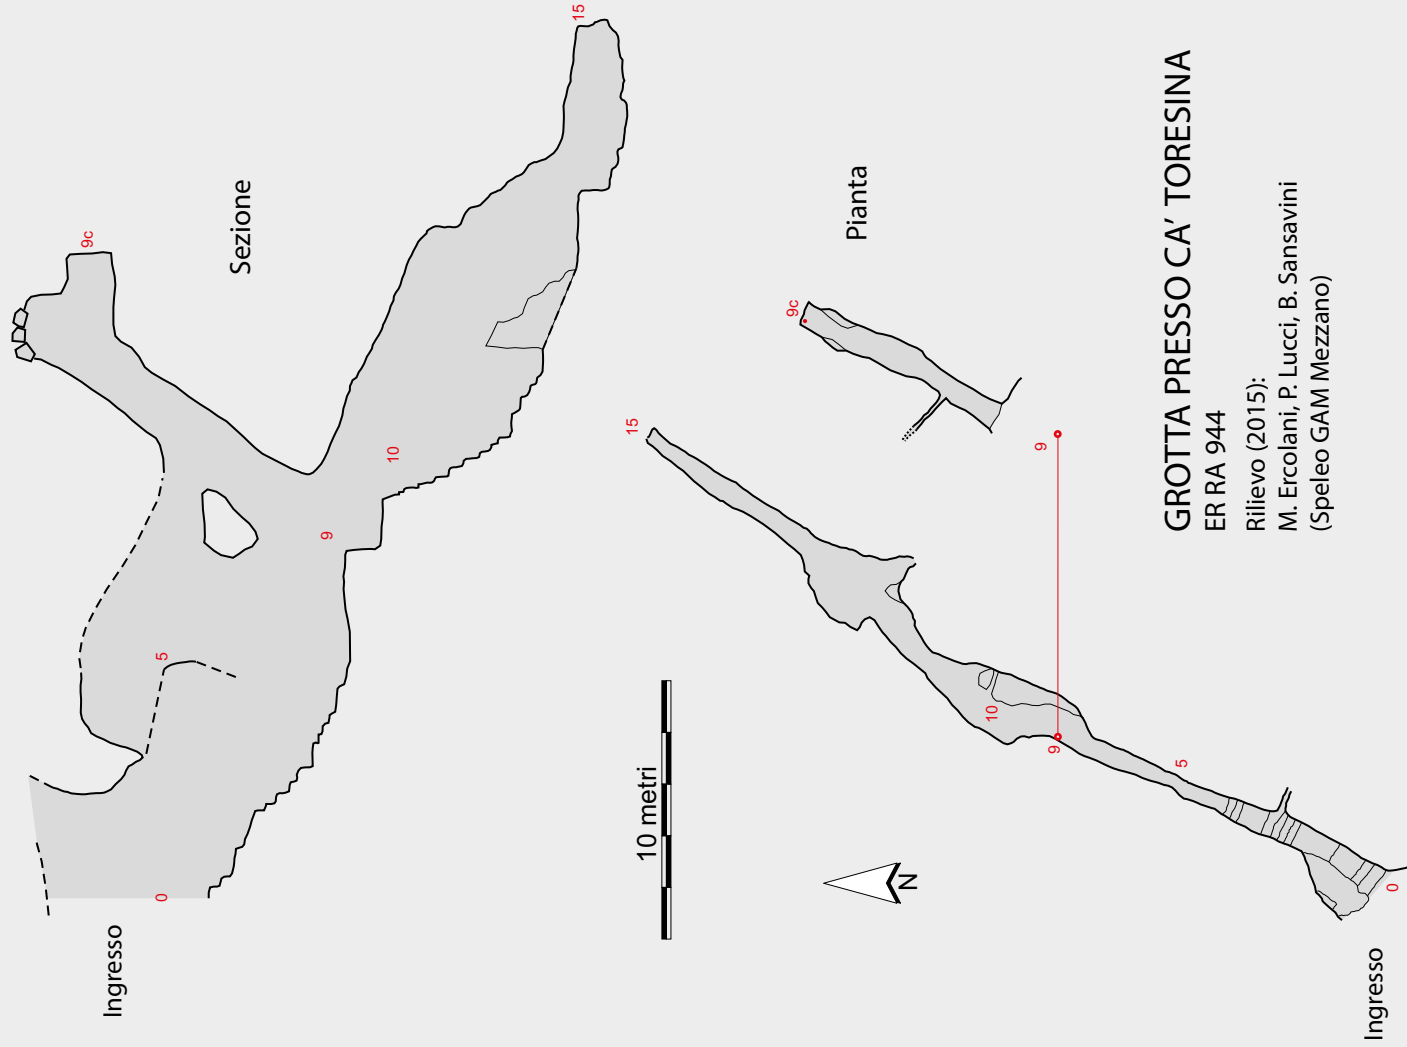 Sezione
Ingresso
0
5
9
10
15
9c
10 metri
N
Pianta
Ingresso
0
5
9
9
10
15
9c
GROTTA PRESSO CA' TORESINA
ER RA 944
Rilievo (2015):
M. Ercolani, P. Lucci, B. Sansavini
(Speleo GAM Mezzano)